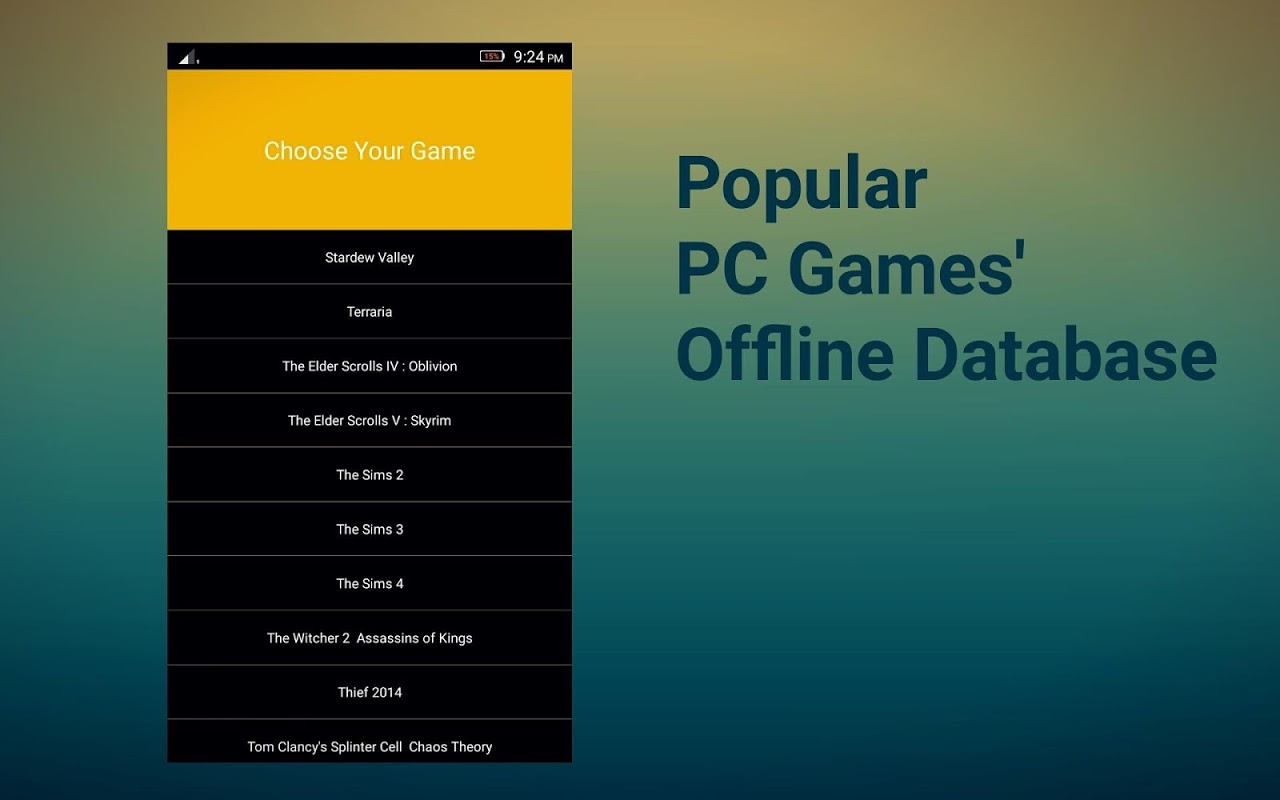 15%
9:24 PM
Choose Your Game
Stardew Valley
Terraria
The Elder Scrolls IV : Oblivion
The Elder Scrolls V : Skyrim
The Sims 2
The Sims 3
The Sims 4
The Witcher 2  Assassins of Kings
Thief 2014
Tom Clancy's Splinter Cell  Chaos Theory
Popular
PC Games'
Offline Database